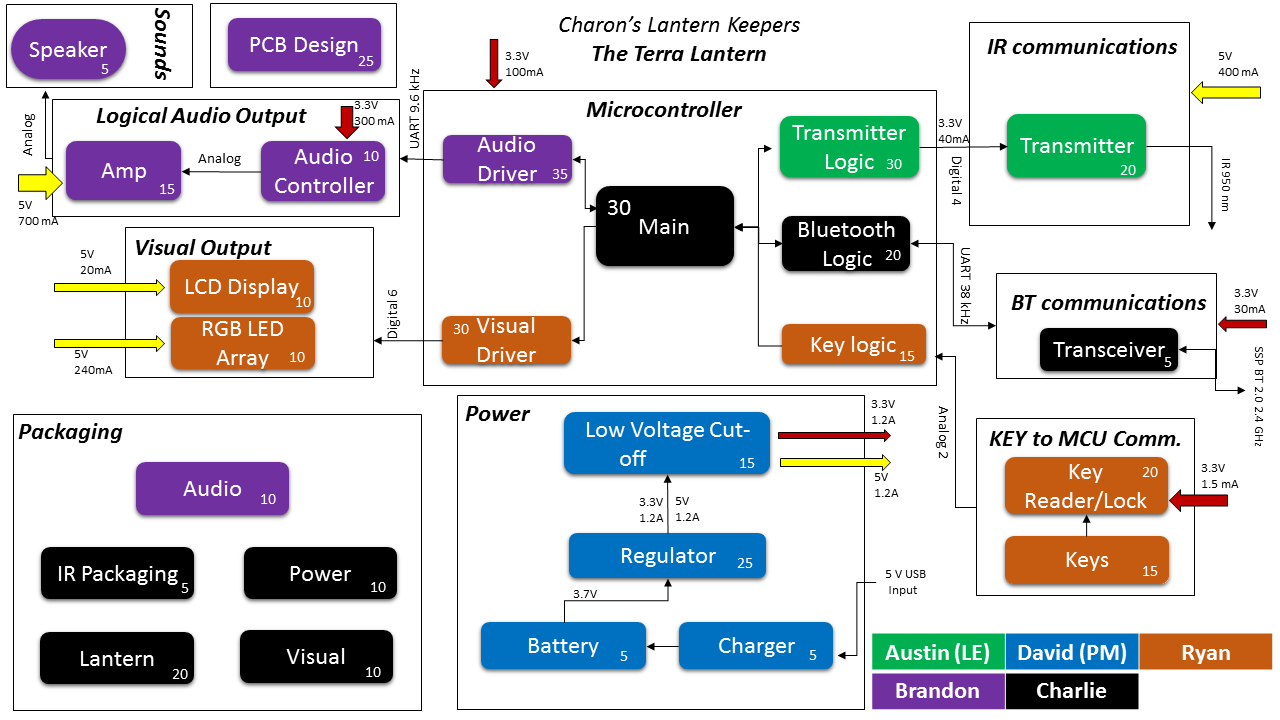 Charon's Lantern Keepers
The Terra Lantern
Speaker
5
Sounds
PCB Design
25
Analog
Logical Audio Output
3.3V
300 mA
Amp
15
Analog
Audio
Controller
10
5V
700 mA
UART 9.6 kHz
3.3V
100mA
Microcontroller
Audio
Driver
35
30
Main
Transmitter
Logic
30
Bluetooth
Logic
20
30
Visual
Driver
Key logic
15
3.3V
40mA
Digital 4
IR communications
Transmitter
20
5V
400 mA
IR 950 nm
Visual Output
5V
20mA
LCD Display
10
RGB LED
Array
10
5V
240mA
Digital 6
UART 38 kHz
BT communications
Transceiver
5
3.3V
30mA
SSP BT 2.0 2.4 GHz
Packaging
Audio
10
IR Packaging
5
Power
10
Lantern
20
Visual
10
Power
Low Voltage Cut-
off
15
3.3V
1.2A
5V
1.2A
3.3V
1.2A
5V
1.2A
Regulator
25
3.7V
Battery
5
Charger
5
5 V USB
Input
Analog 2
KEY to MCU Comm.
Key
Reader/Lock
20
3.3V
1.5 mA
Keys
15
Austin (LE)
David (PM)
Ryan
Brandon
Charlie